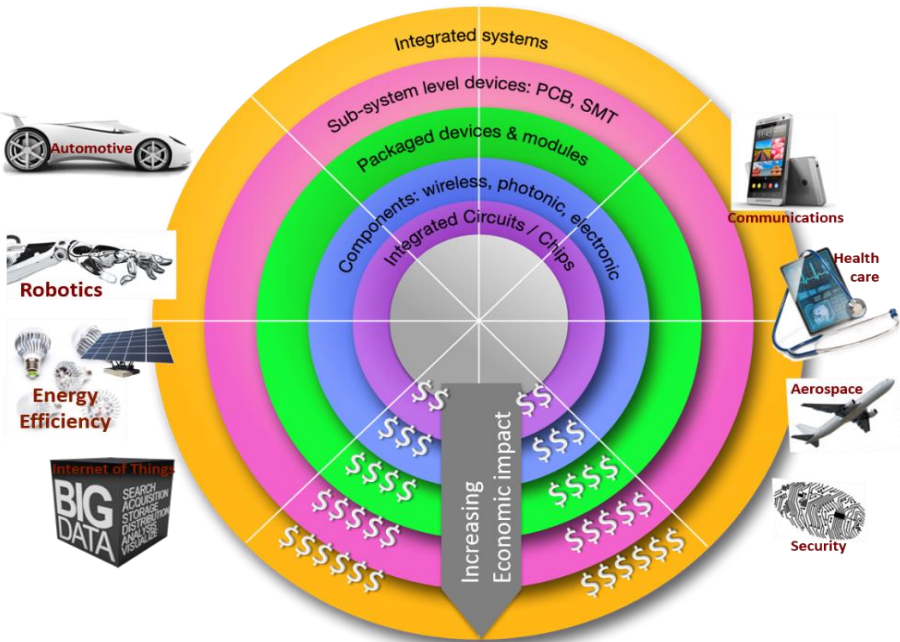 Integrated systems
Sub-system level devices: PCB, SMT
Packaged devices & modules
Components: wireless, photonic, electronic
Integrated Circuits / Chips
Automotive
Robotics
Energy
Efficiency
Internet of Things
BIG
DATA
SEARCH
ACQUISITION
STORAGE
DISTRIBUTION
ANALYSE
VISUALIZE
Communications
Health
care
Aerospace
Security
$$
$$
$$$
$$$
$$$$
$$$$
$$$$$
$$$$$
$$$$$$
$$$$$$
Increasing
Economic impact